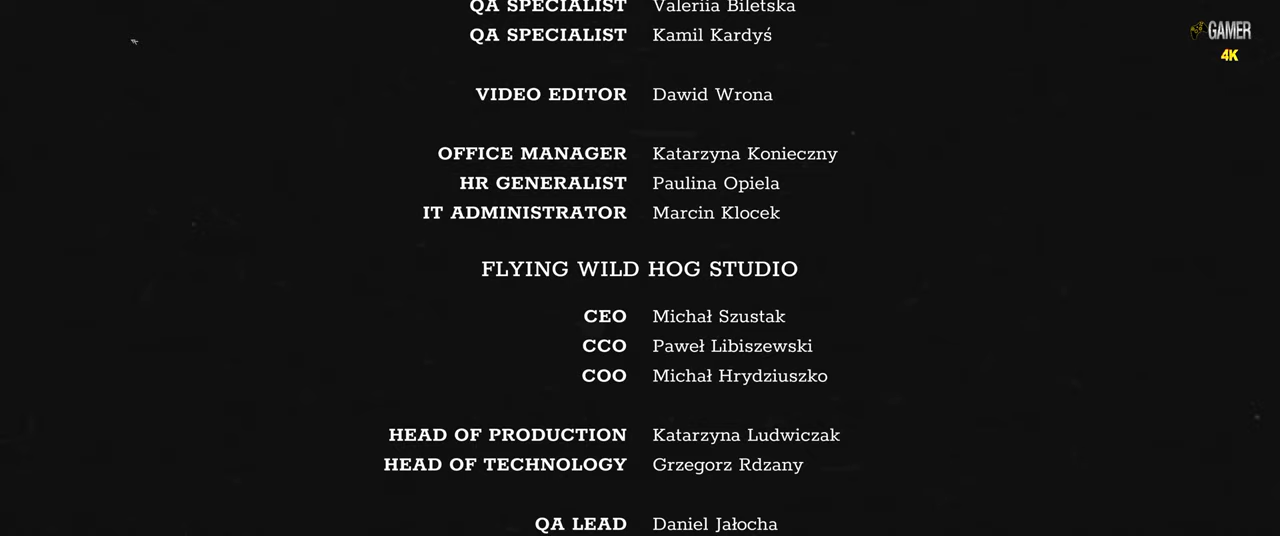 QA SPECIALIST Valeriia Biletska
QA SPECIALIST Kamil Kardyś
GAMER
4K
VIDEO EDITOR Dawid Wrona
OFFICE MANAGER Katarzyna Konieczny
HR GENERALIST Paulina Opiela
IT ADMINISTRATOR Marcin Klocek
FLYING WILD HOG STUDIO
CEO Michał Szustak
CCO Paweł Libiszewski
COO Michał Hrydziuszko
HEAD OF PRODUCTION Katarzyna Ludwiczak
HEAD OF TECHNOLOGY Grzegorz Rdzany
QA LEAD Daniel Jałocha